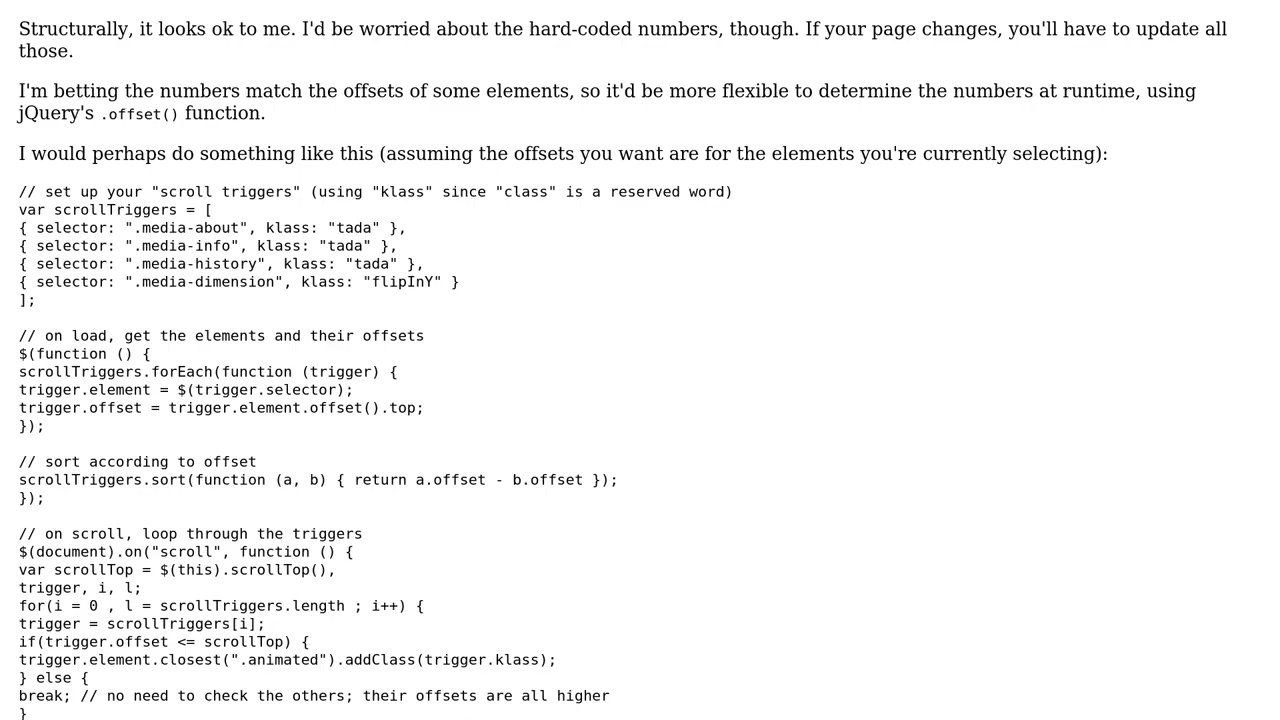 Structurally, it looks ok to me. I'd be worried about the hard-coded numbers, though. If your page changes, you'll have to update all
those.
I'm betting the numbers match the offsets of some elements, so it'd be more flexible to determine the numbers at runtime, using
jQuery's .offset() function.
I would perhaps do something like this (assuming the offsets you want are for the elements you're currently selecting):
// set up your "scroll triggers" (using "klass" since "class" is a reserved word)
var scrollTriggers = [
{ selector: ".media-about", klass: "tada" },
{ selector: ".media-info", klass: "tada" },
{ selector: ".media-history", klass: "tada" },
{ selector: ".media-dimension", klass: "flipInY" }
];
// on load, get the elements and their offsets
$(function () {
scrollTriggers.forEach(function (trigger) {
trigger.element = $(trigger.selector);
trigger.offset = trigger.element.offset().top;
});
// sort according to offset
scrollTriggers.sort(function (a, b) { return a.offset - b.offset });
});
// on scroll, loop through the triggers
$(document).on("scroll", function () {
var scrollTop = $(this).scrollTop(),
trigger, i, l;
for(i = 0 , l = scrollTriggers.length ; i++) {
trigger = scrollTriggers[i];
if(trigger.offset <= scrollTop) {
trigger.element.closest(".animated").addClass(trigger.klass);
} else {
break; // no need to check the others; their offsets are all higher
}